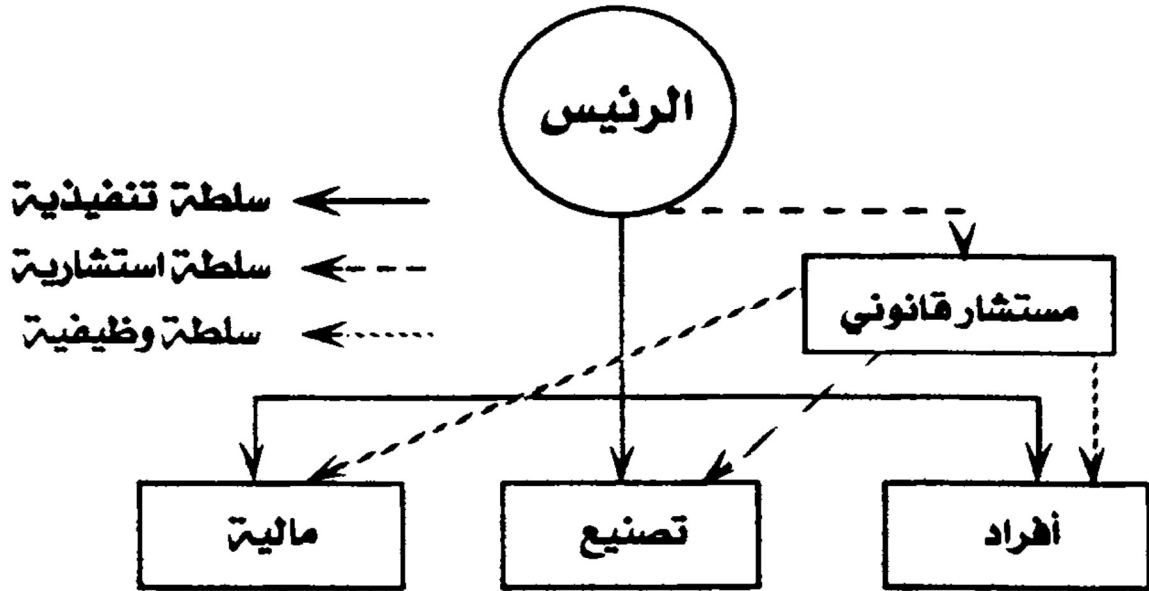 الرئيس
سلطة تنفيذية
سلطة استشارية
سلطة وظيفية
مستشار قانوني
أفراد
تصنيع
مالية